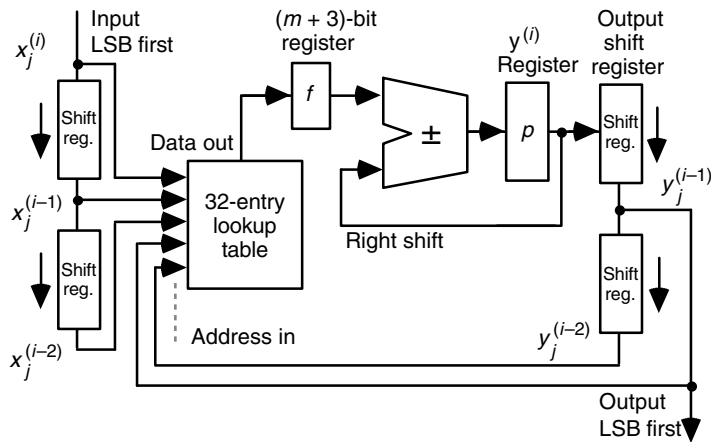 Input
LSB first
x_j^(i)
(m + 3)-bit
register
y^(i)
Register
Output
shift
register
f
±
p
Shift
reg.
Shift
reg.
Data out
32-entry
lookup
table
x_j^(i–1)
y_j^(i–1)
Right shift
Shift
reg.
Shift
reg.
Address in
x_j^(i–2)
y_j^(i–2)
Output
LSB first